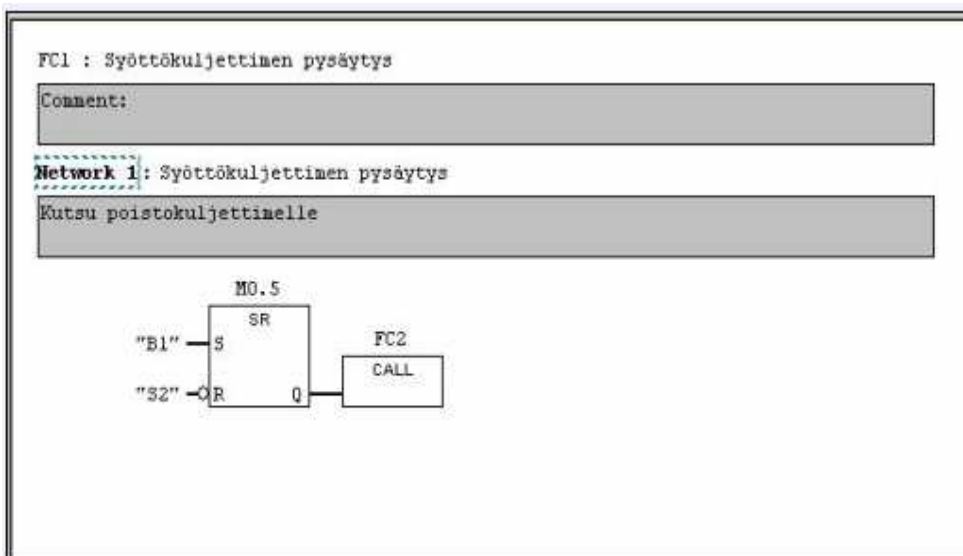 FC1 : Syöttökuljettimen pysäytys
Comment:
Network 1: Syöttökuljettimen pysäytys
Kutsu poistokuljettimelle
M0.5
SR
"B1" S
FC2
CALL
"S2" R Q